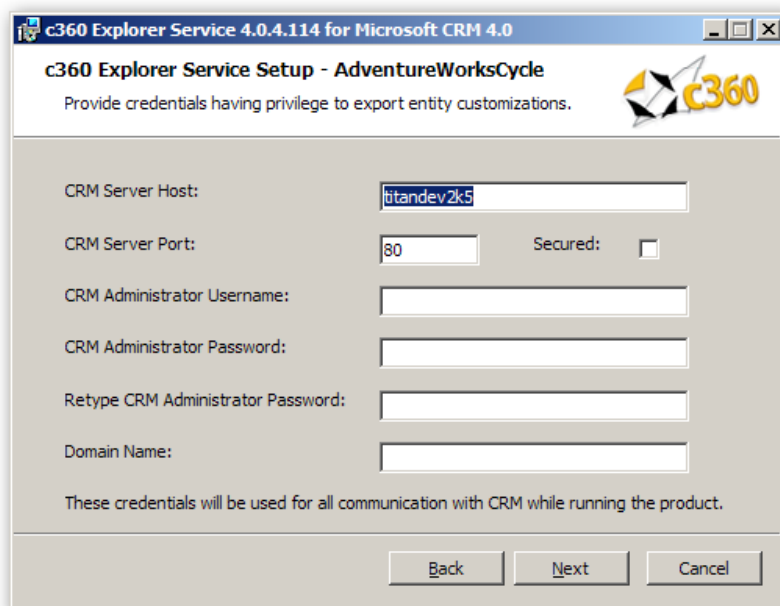 c360 Explorer Service 4.0.4.114 for Microsoft CRM 4.0
c360 Explorer Service Setup - AdventureWorksCycle
Provide credentials having privilege to export entity customizations.
c360
CRM Server Host:
titandev2k5
CRM Server Port:
80
Secured:
CRM Administrator Username:
CRM Administrator Password:
Retype CRM Administrator Password:
Domain Name:
These credentials will be used for all communication with CRM while running the product.
Back
Next
Cancel